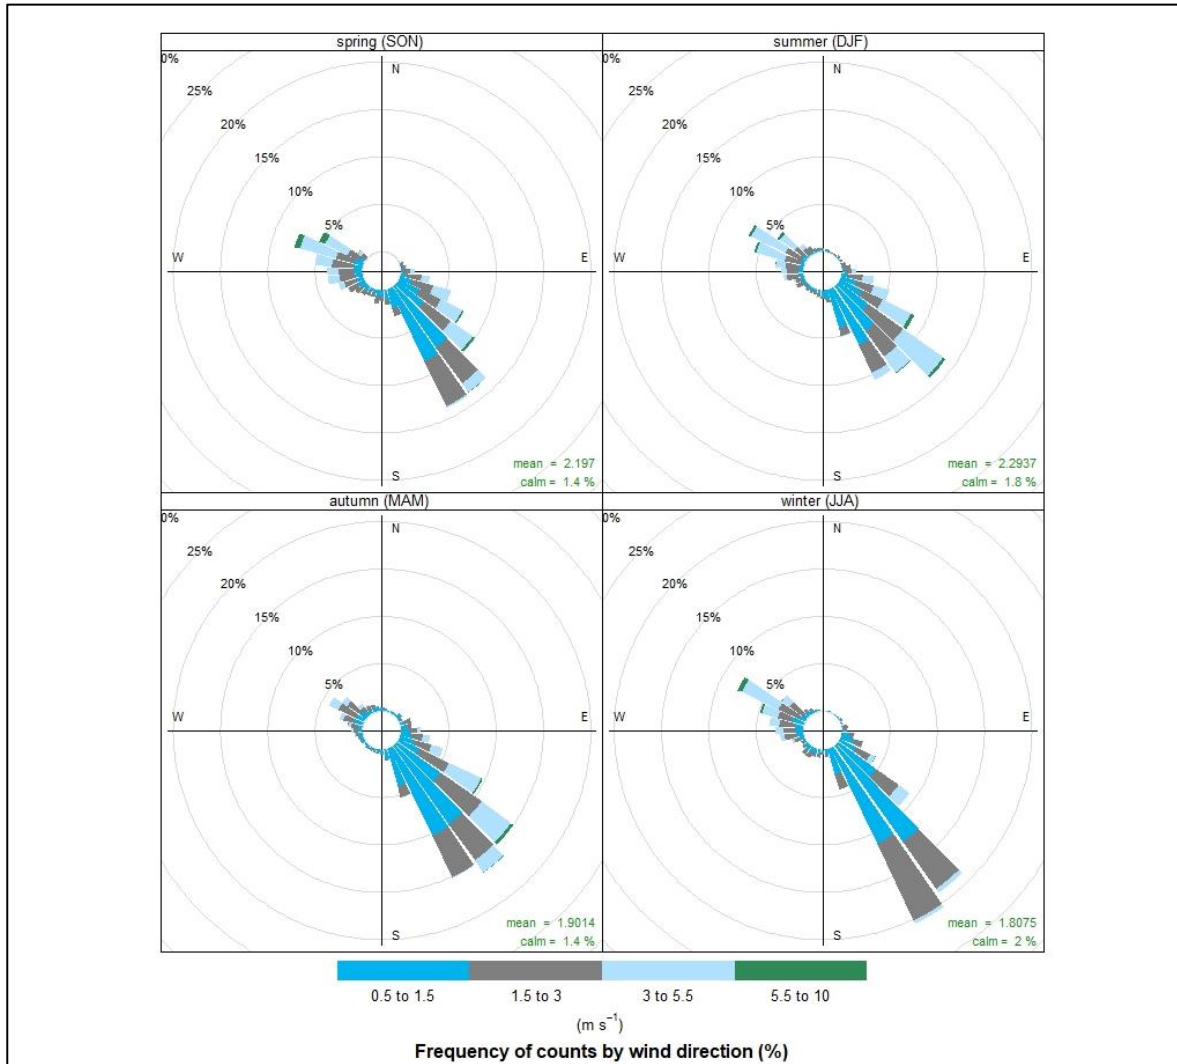 spring (SON)
summer (DJF)
0%
25%
20%
15%
10%
5%
N
W
E
S
mean = 2.197
calm = 1.4 %
0%
25%
20%
15%
10%
5%
N
W
E
S
mean = 2.2937
calm = 1.8 %
autumn (MAM)
winter (JJA)
0%
25%
20%
15%
10%
5%
N
W
E
S
mean = 1.9014
calm = 1.4 %
0%
25%
20%
15%
10%
5%
N
W
E
S
mean = 1.8075
calm = 2 %
0.5 to 1.5 1.5 to 3 3 to 5.5 5.5 to 10
(m s⁻¹)
Frequency of counts by wind direction (%)